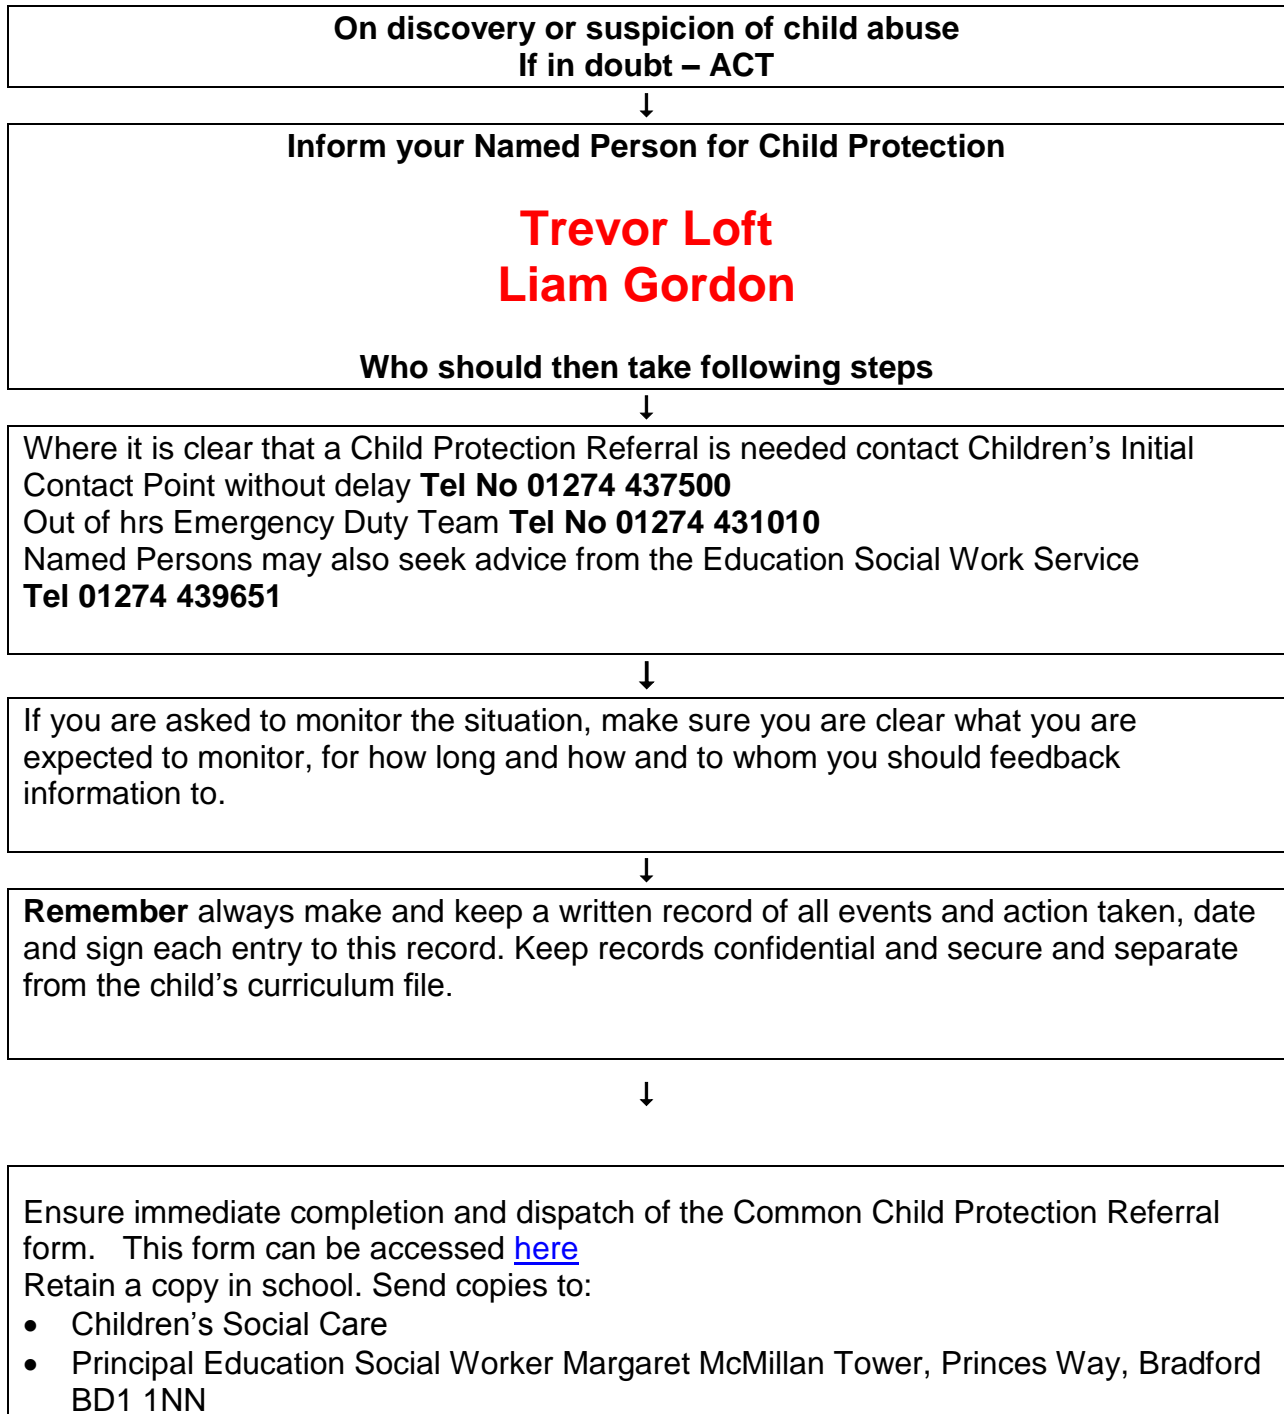 On discovery or suspicion of child abuse
If in doubt – ACT
↓
Inform your Named Person for Child Protection
Trevor Loft
Liam Gordon
Who should then take following steps
↓
Where it is clear that a Child Protection Referral is needed contact Children’s Initial
Contact Point without delay Tel No 01274 437500
Out of hrs Emergency Duty Team Tel No 01274 431010
Named Persons may also seek advice from the Education Social Work Service
Tel 01274 439651
↓
If you are asked to monitor the situation, make sure you are clear what you are
expected to monitor, for how long and how and to whom you should feedback
information to.
↓
Remember always make and keep a written record of all events and action taken, date
and sign each entry to this record. Keep records confidential and secure and separate
from the child’s curriculum file.
↓
Ensure immediate completion and dispatch of the Common Child Protection Referral
form.   This form can be accessed here
Retain a copy in school. Send copies to:
• Children’s Social Care
• Principal Education Social Worker Margaret McMillan Tower, Princes Way, Bradford
BD1 1NN